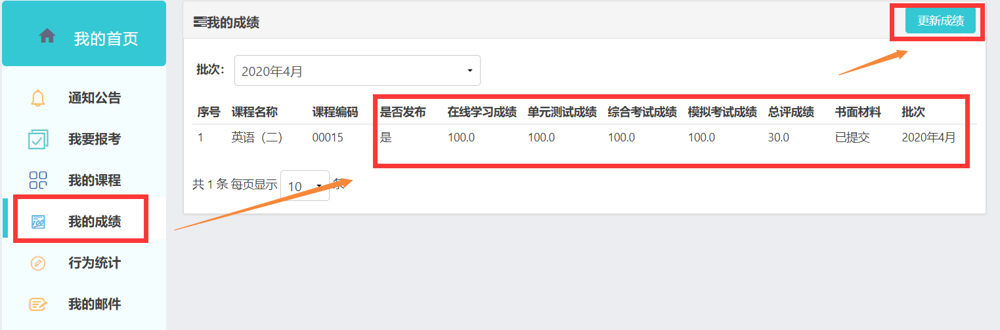 我的首页
通知公告
我要报考
我的课程
我的成绩
行为统计
我的邮件
我的成绩
更新成绩
批次: 2020年4月
序号 课程名称 课程编码 是否发布 在线学习成绩 单元测试成绩 综合考试成绩 模拟考试成绩 总评成绩 书面材料 批次
1 英语（二） 00015 是 100.0 100.0 100.0 100.0 30.0 已提交 2020年4月
共 1 条 每页显示 10 条